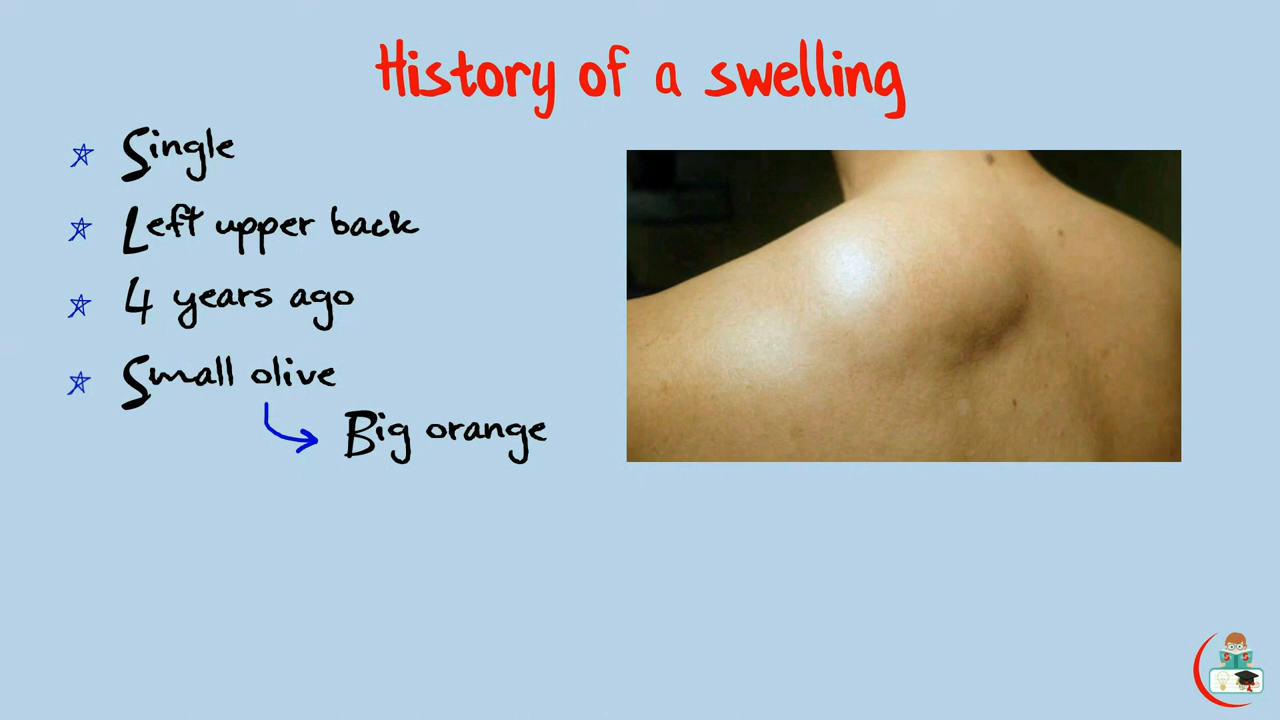 History of a swelling
Single
Left upper back
4 years ago
Small olive
Big orange